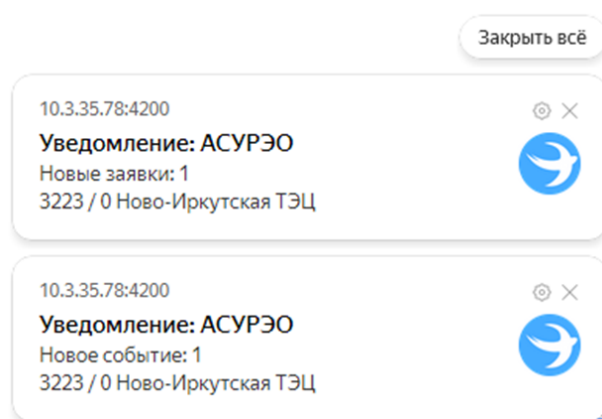 Закрыть всё
10.3.35.78:4200
Уведомление: АСУРЭО
Новые заявки: 1
3223 / 0 Ново-Иркутская ТЭЦ
10.3.35.78:4200
Уведомление: АСУРЭО
Новое событие: 1
3223 / 0 Ново-Иркутская ТЭЦ